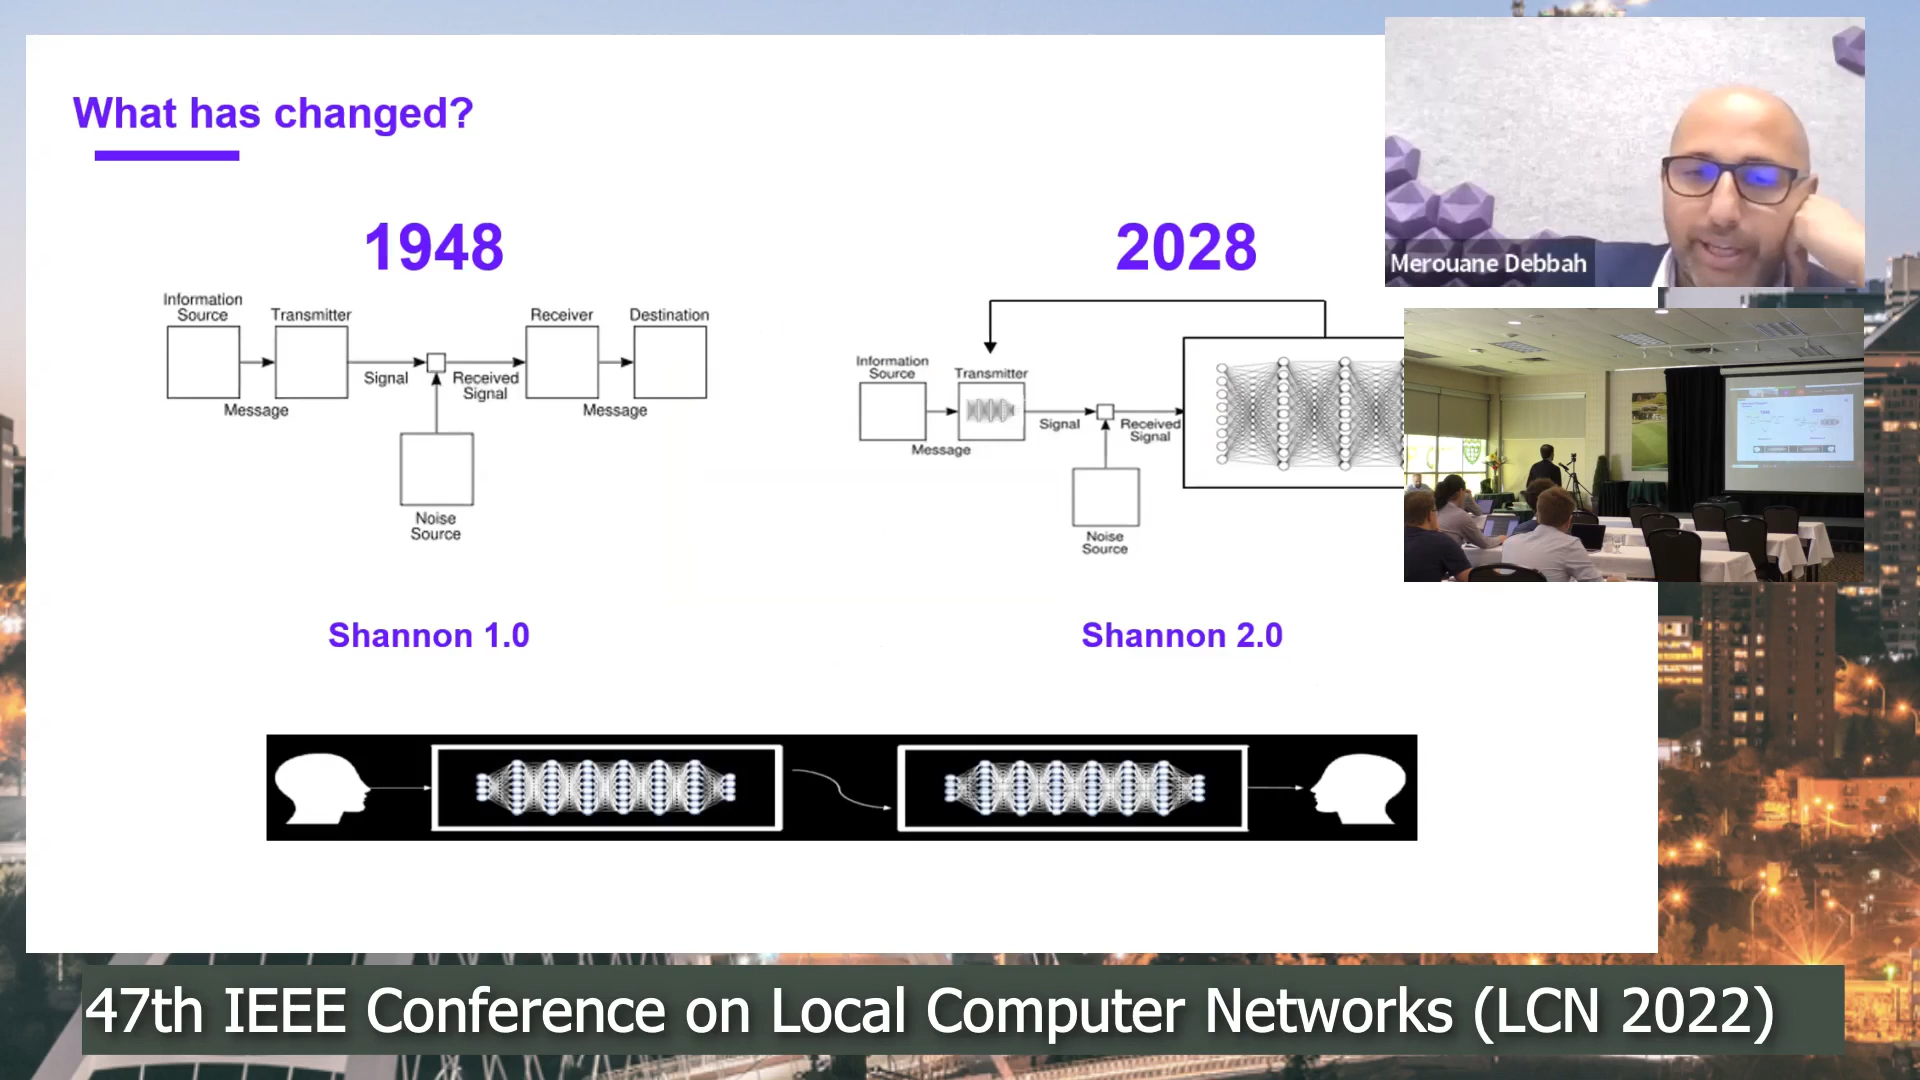 What has changed?
1948
Information
Source
Transmitter
Receiver
Destination
Signal
Received
Signal
Message
Message
Noise
Source
Shannon 1.0
2028
Information
Source
Transmitter
Signal
Received
Signal
Message
Noise
Source
Shannon 2.0
Merouane Debbah
47th IEEE Conference on Local Computer Networks (LCN 2022)